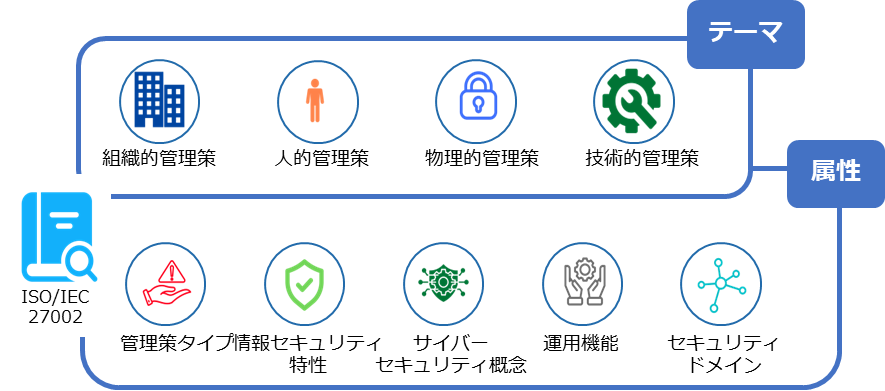 テーマ
組織的管理策
人的管理策
物理的管理策
技術的管理策
属性
ISO/IEC
27002
管理策タイプ
情報セキュリティ
特性
サイバー
セキュリティ概念
運用機能
セキュリティ
ドメイン